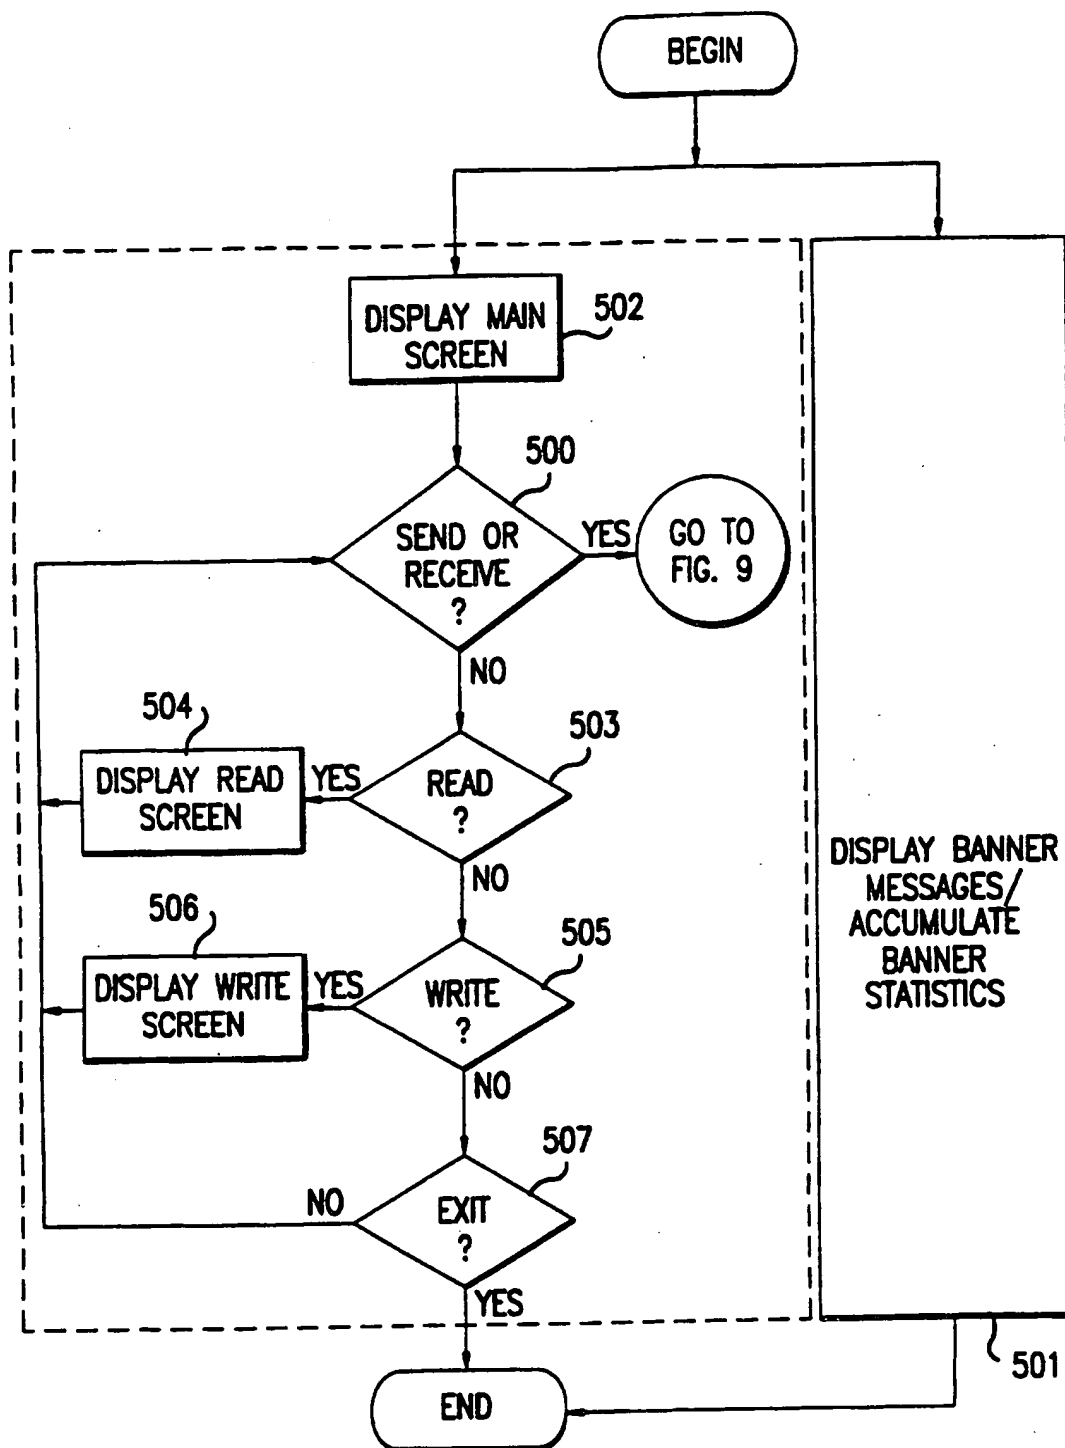 BEGIN
DISPLAY MAIN
SCREEN
502
500
SEND OR
RECEIVE
?
YES
GO TO
FIG. 9
NO
504
503
DISPLAY READ
SCREEN
YES
READ
?
NO
506
505
DISPLAY WRITE
SCREEN
YES
WRITE
?
NO
507
NO
EXIT
?
YES
END
DISPLAY BANNER
MESSAGES/
ACCUMULATE
BANNER
STATISTICS
501